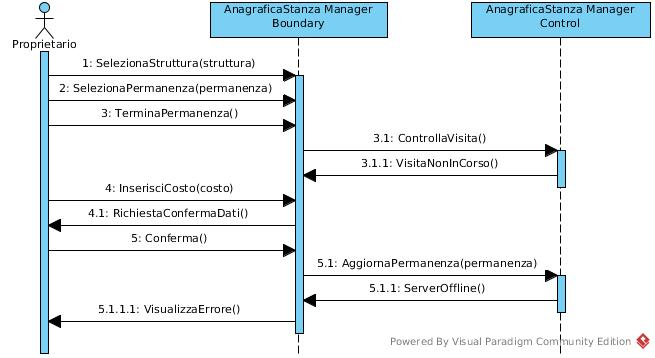 AnagraficaStanza Manager
Boundary
AnagraficaStanza Manager
Control
Proprietario
1: SelezionaStruttura(struttura)
2: SelezionaPermanenza(permanenza)
3: TerminaPermanenza()
3.1: ControllaVisita()
3.1.1: VisitaNonInCorso()
4: InserisciCosto(costo)
4.1: RichiestaConfermaDati()
5: Conferma()
5.1: AggiornaPermanenza(permanenza)
5.1.1: ServerOffline()
5.1.1.1: VisualizzaErrore()
Powered By Visual Paradigm Community Edition